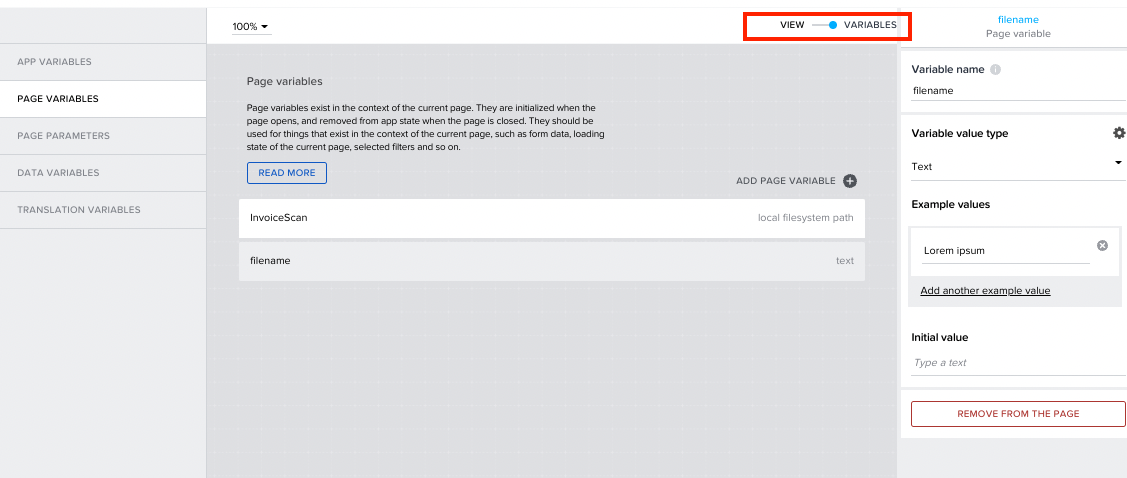 100%
VIEW
VARIABLES
filename
Page variable
APP VARIABLES
PAGE VARIABLES
PAGE PARAMETERS
DATA VARIABLES
TRANSLATION VARIABLES
Page variables
Page variables exist in the context of the current page. They are initialized when the
page opens, and removed from app state when the page is closed. They should be
used for things that exist in the context of the current page, such as form data, loading
state of the current page, selected filters and so on.
READ MORE
ADD PAGE VARIABLE
InvoiceScan
local filesystem path
filename
text
Variable name
filename
Variable value type
Text
Example values
Lorem ipsum
Add another example value
Initial value
Type a text
REMOVE FROM THE PAGE